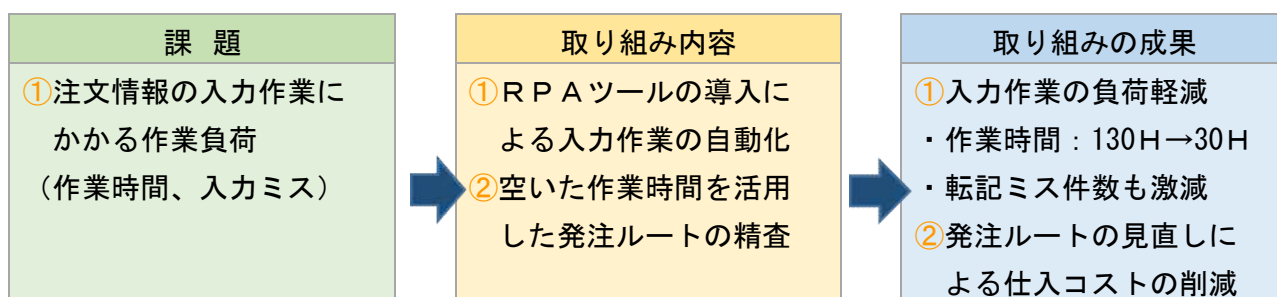 課 題
①注文情報の入力作業に
かかる作業負荷
（作業時間、入力ミス）
取り組み内容
①ＲＰＡツールの導入に
よる入力作業の自動化
②空いた作業時間を活用
した発注ルートの精査
取り組みの成果
①入力作業の負荷軽減
・作業時間：130Ｈ→30Ｈ
・転記ミス件数も激減
②発注ルートの見直しに
よる仕入コストの削減